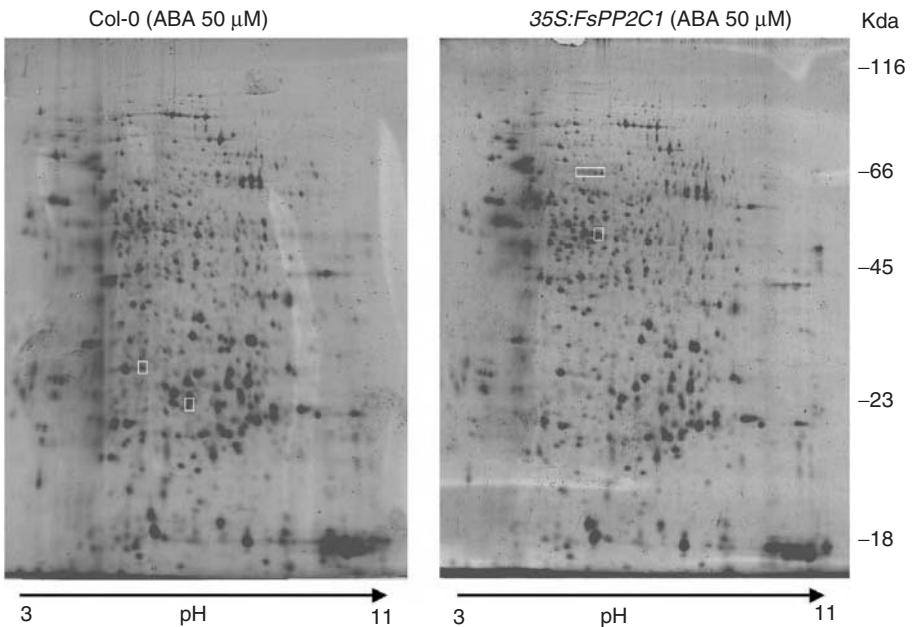 Col-0 (ABA 50 μM)
35S:FsPP2C1 (ABA 50 μM)
Kda
–116
–66
–45
–23
–18
3 pH 11
3 pH 11